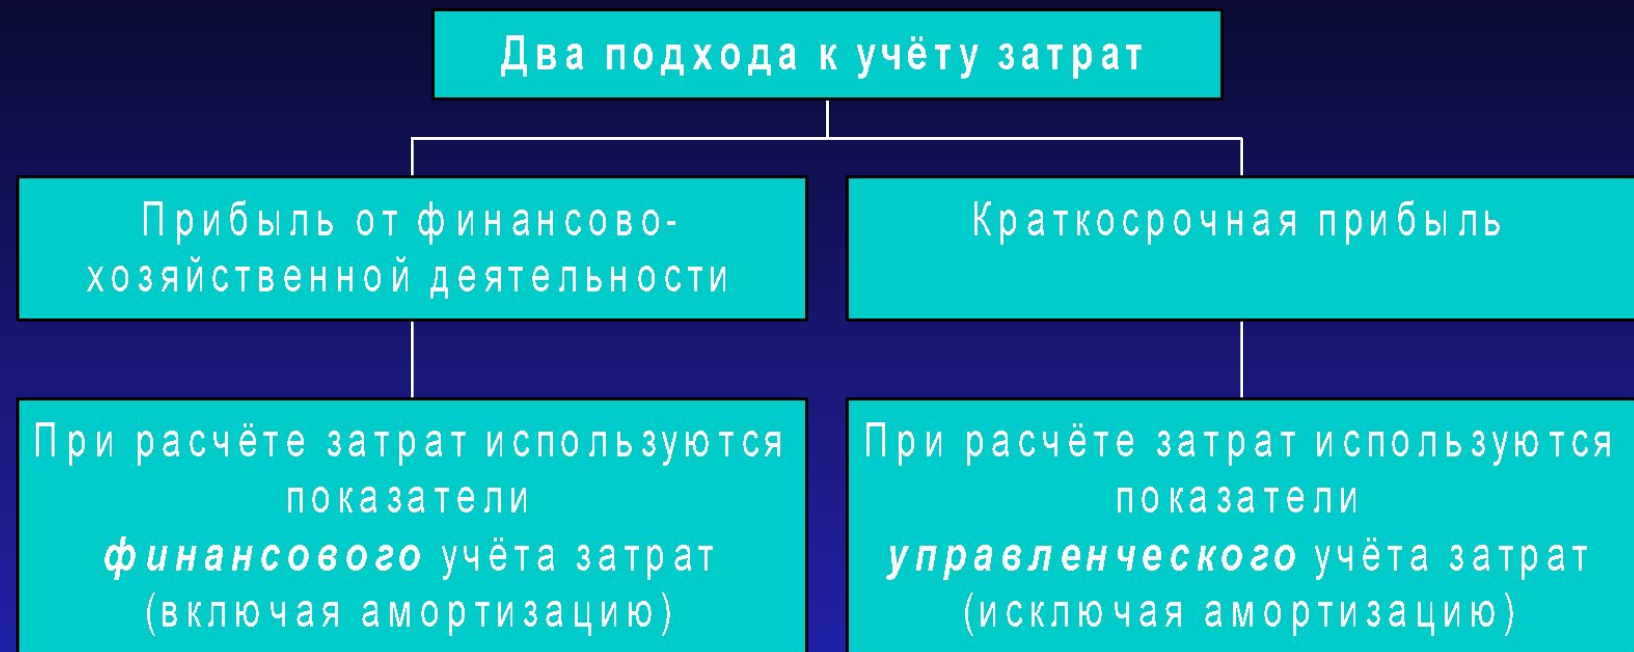 Два подхода к учёту затрат
Прибыль от финансово-
хозяйственной деятельности
Краткосрочная прибыль
При расчёте затрат используются
показатели
финансового учёта затрат
(включая амортизацию)
При расчёте затрат используются
показатели
управленческого учёта затрат
(исключая амортизацию)